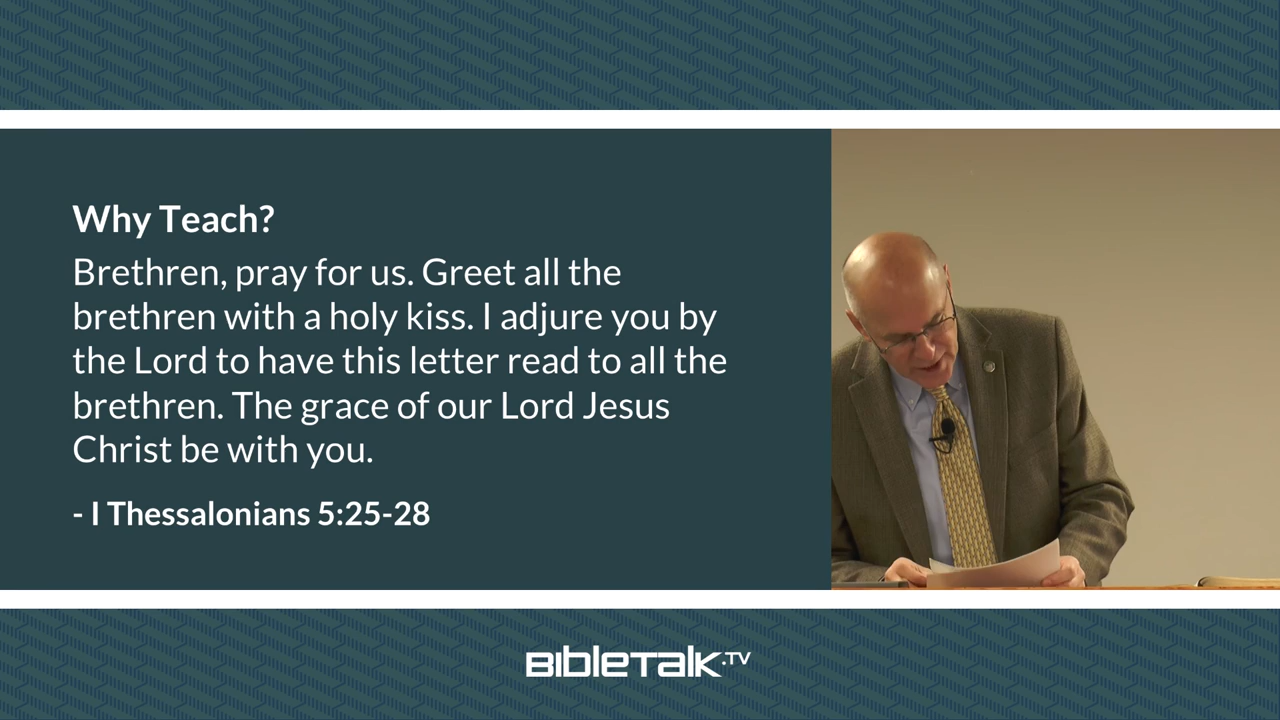 Why Teach?
Brethren, pray for us. Greet all the
brethren with a holy kiss. I adjure you by
the Lord to have this letter read to all the
brethren. The grace of our Lord Jesus
Christ be with you.
- I Thessalonians 5:25-28
BibleTalk.TV